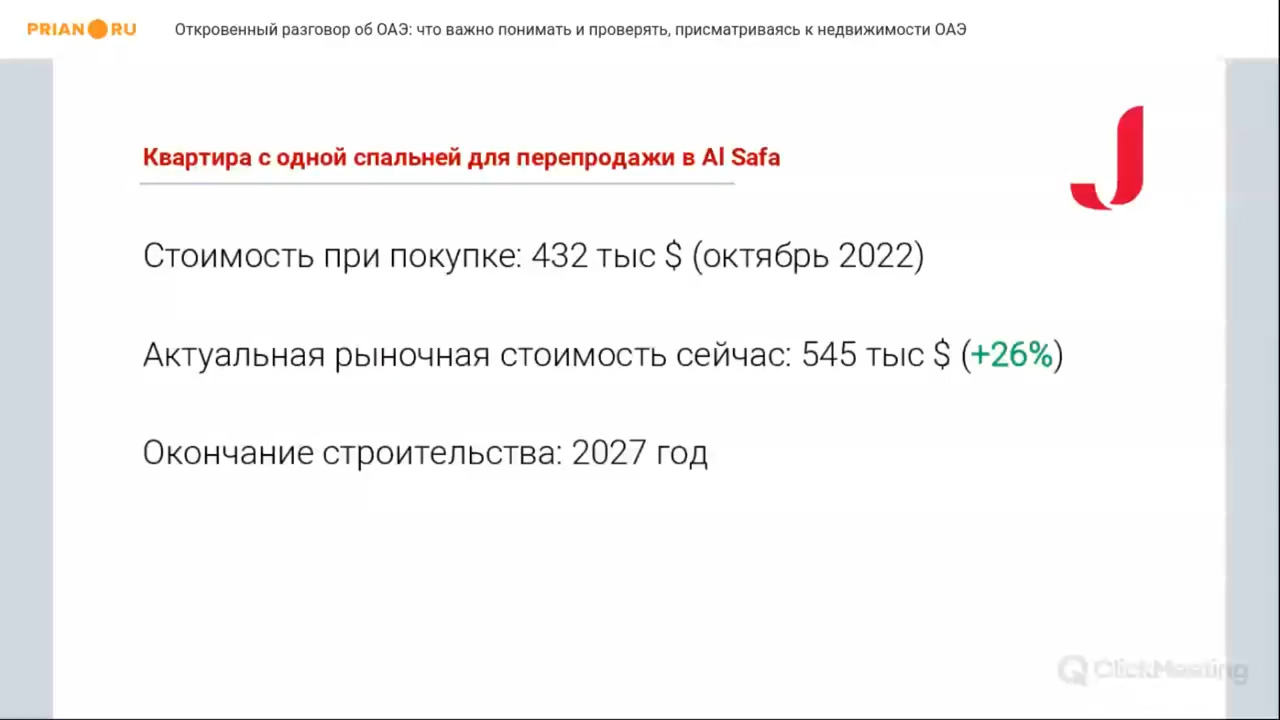 PRIAN RU
Откровенный разговор об ОАЭ: что важно понимать и проверять, присматриваясь к недвижимости ОАЭ
Квартира с одной спальней для перепродажи в Al Safa
Стоимость при покупке: 432 тыс $ (октябрь 2022)
Актуальная рыночная стоимость сейчас: 545 тыс $ (+26%)
Окончание строительства: 2027 год
ClickMeeting